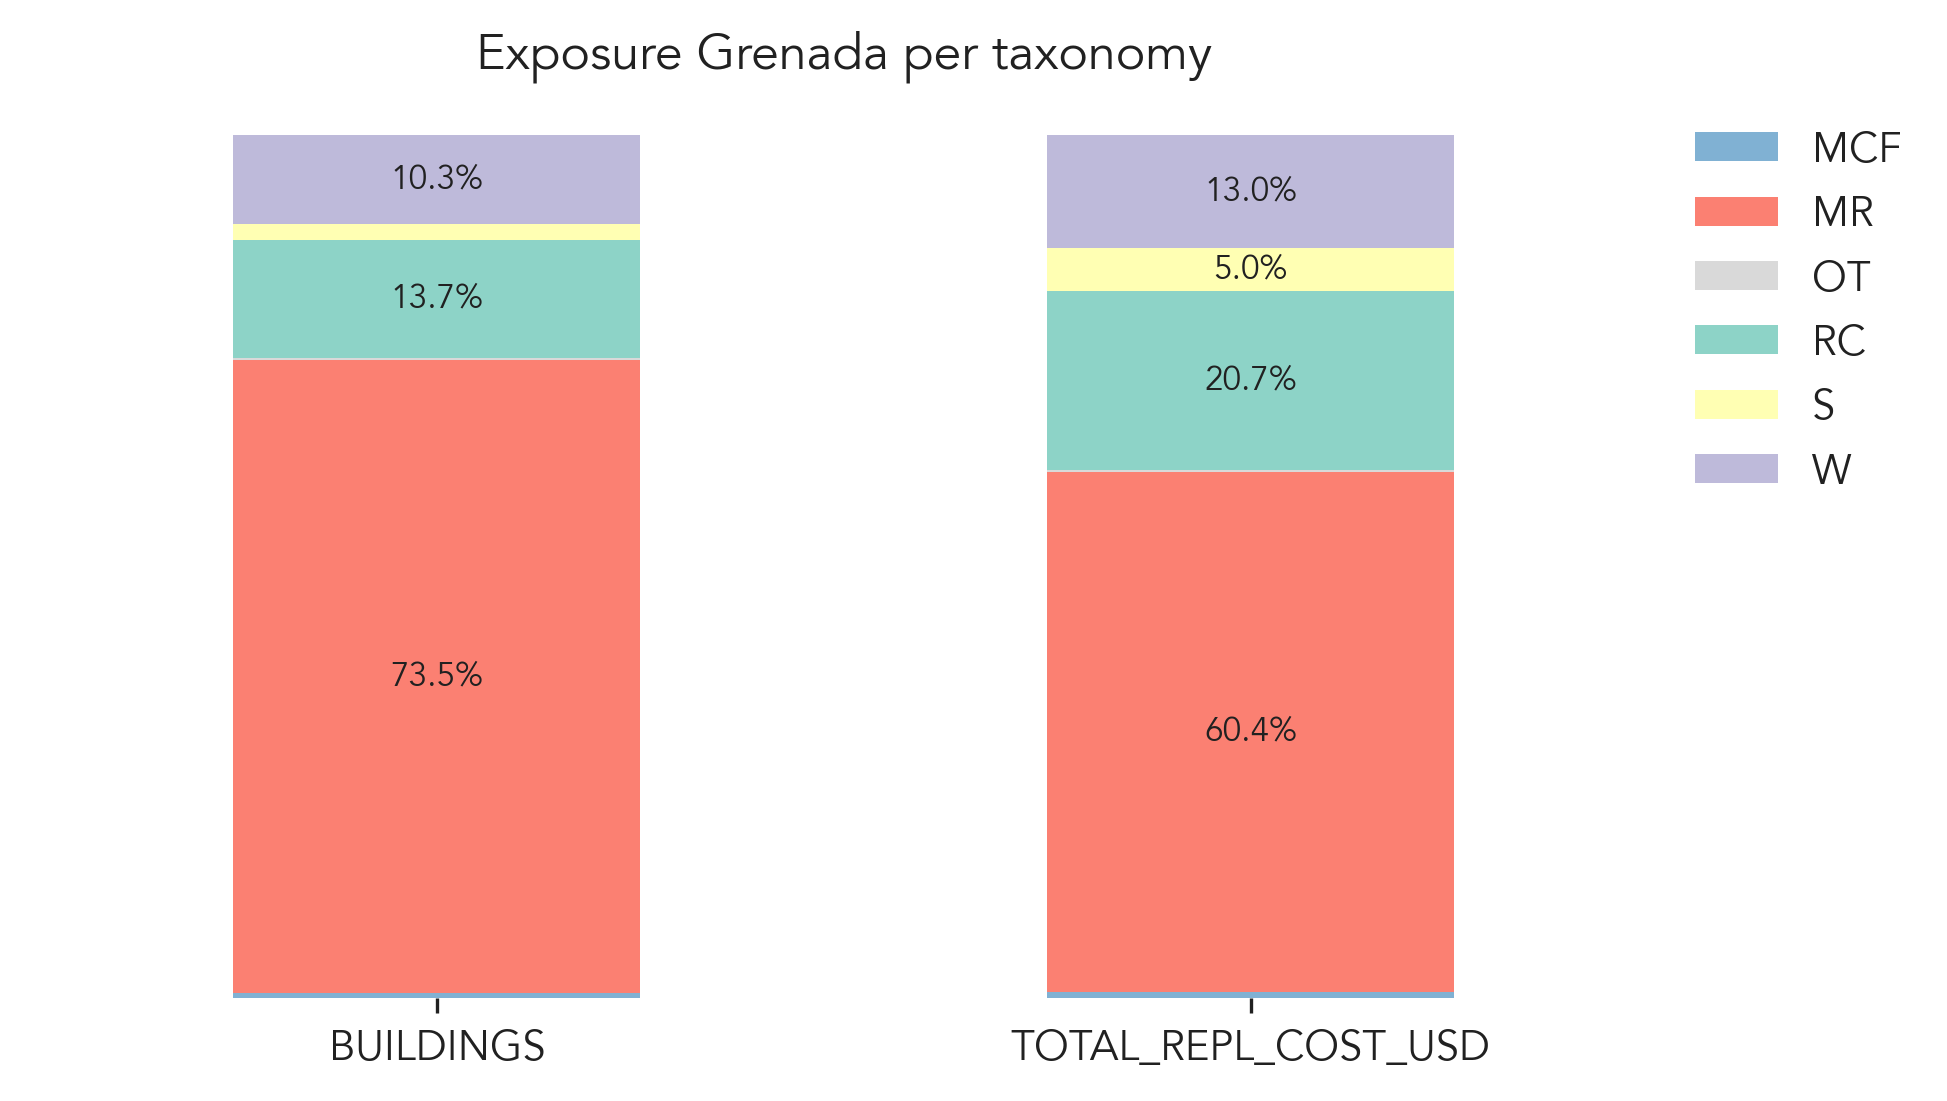 Exposure Grenada per taxonomy
10.3%
13.7%
73.5%
BUILDINGS
13.0%
5.0%
20.7%
60.4%
TOTAL_REPL_COST_USD
MCF
MR
OT
RC
S
W